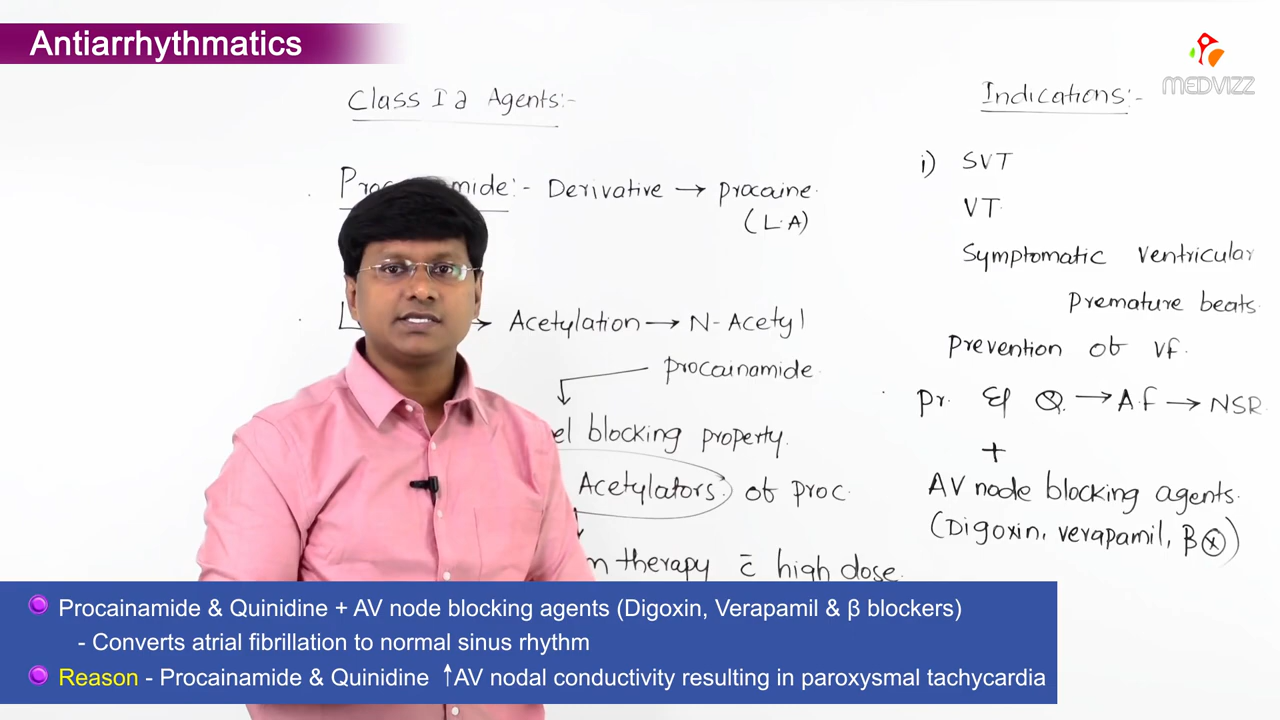 Antiarrhythmatics
MEDVIZZ
Class I a Agents:-
:- Derivative → procaine.
(L.A)
→ Acetylation → N-Acetyl
procainamide.
blocking property.
Acetylators. of proc.
therapy c̄ high dose.
Indications:-
i) SVT
VT.
Symptomatic ventricular
Premature beats.
Prevention of vf.
Pr. & Q. → A.f → NSR.
+
AV node blocking agents.
(Digoxin, verapamil, β ⓧ)
Procainamide & Quinidine + AV node blocking agents (Digoxin, Verapamil & β blockers)
- Converts atrial fibrillation to normal sinus rhythm
Reason - Procainamide & Quinidine ↑AV nodal conductivity resulting in paroxysmal tachycardia